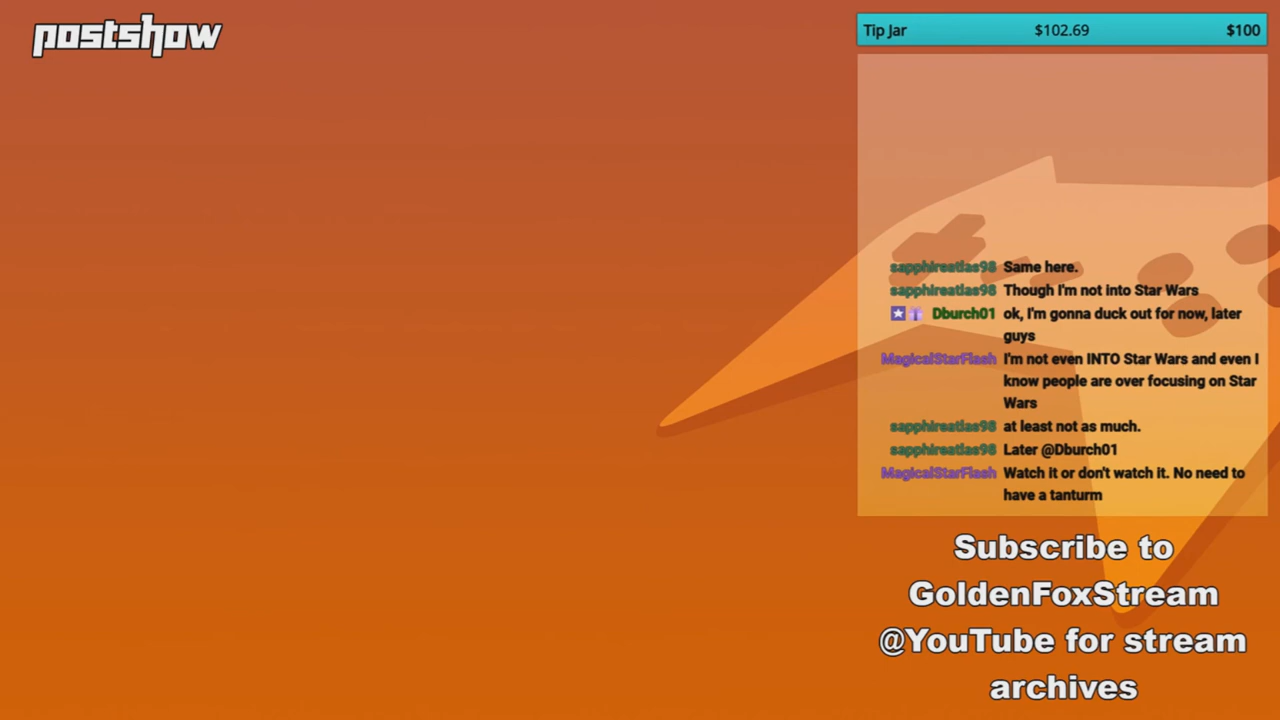 postshow
Tip Jar $102.69 $100
sapphireatlas98 Same here.
sapphireatlas98 Though I'm not into Star Wars
Dburch01 ok, I'm gonna duck out for now, later
guys
MagicalStarFlash I'm not even INTO Star Wars and even I
know people are over focusing on Star
Wars
sapphireatlas98 at least not as much.
sapphireatlas98 Later @Dburch01
MagicalStarFlash Watch it or don't watch it. No need to
have a tanturm
Subscribe to
GoldenFoxStream
@YouTube for stream
archives